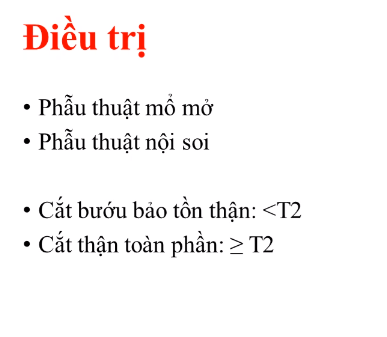 Điều trị
• Phẫu thuật mổ mở
• Phẫu thuật nội soi
• Cắt bướu bảo tồn thận: <T2
• Cắt thận toàn phần: ≥ T2